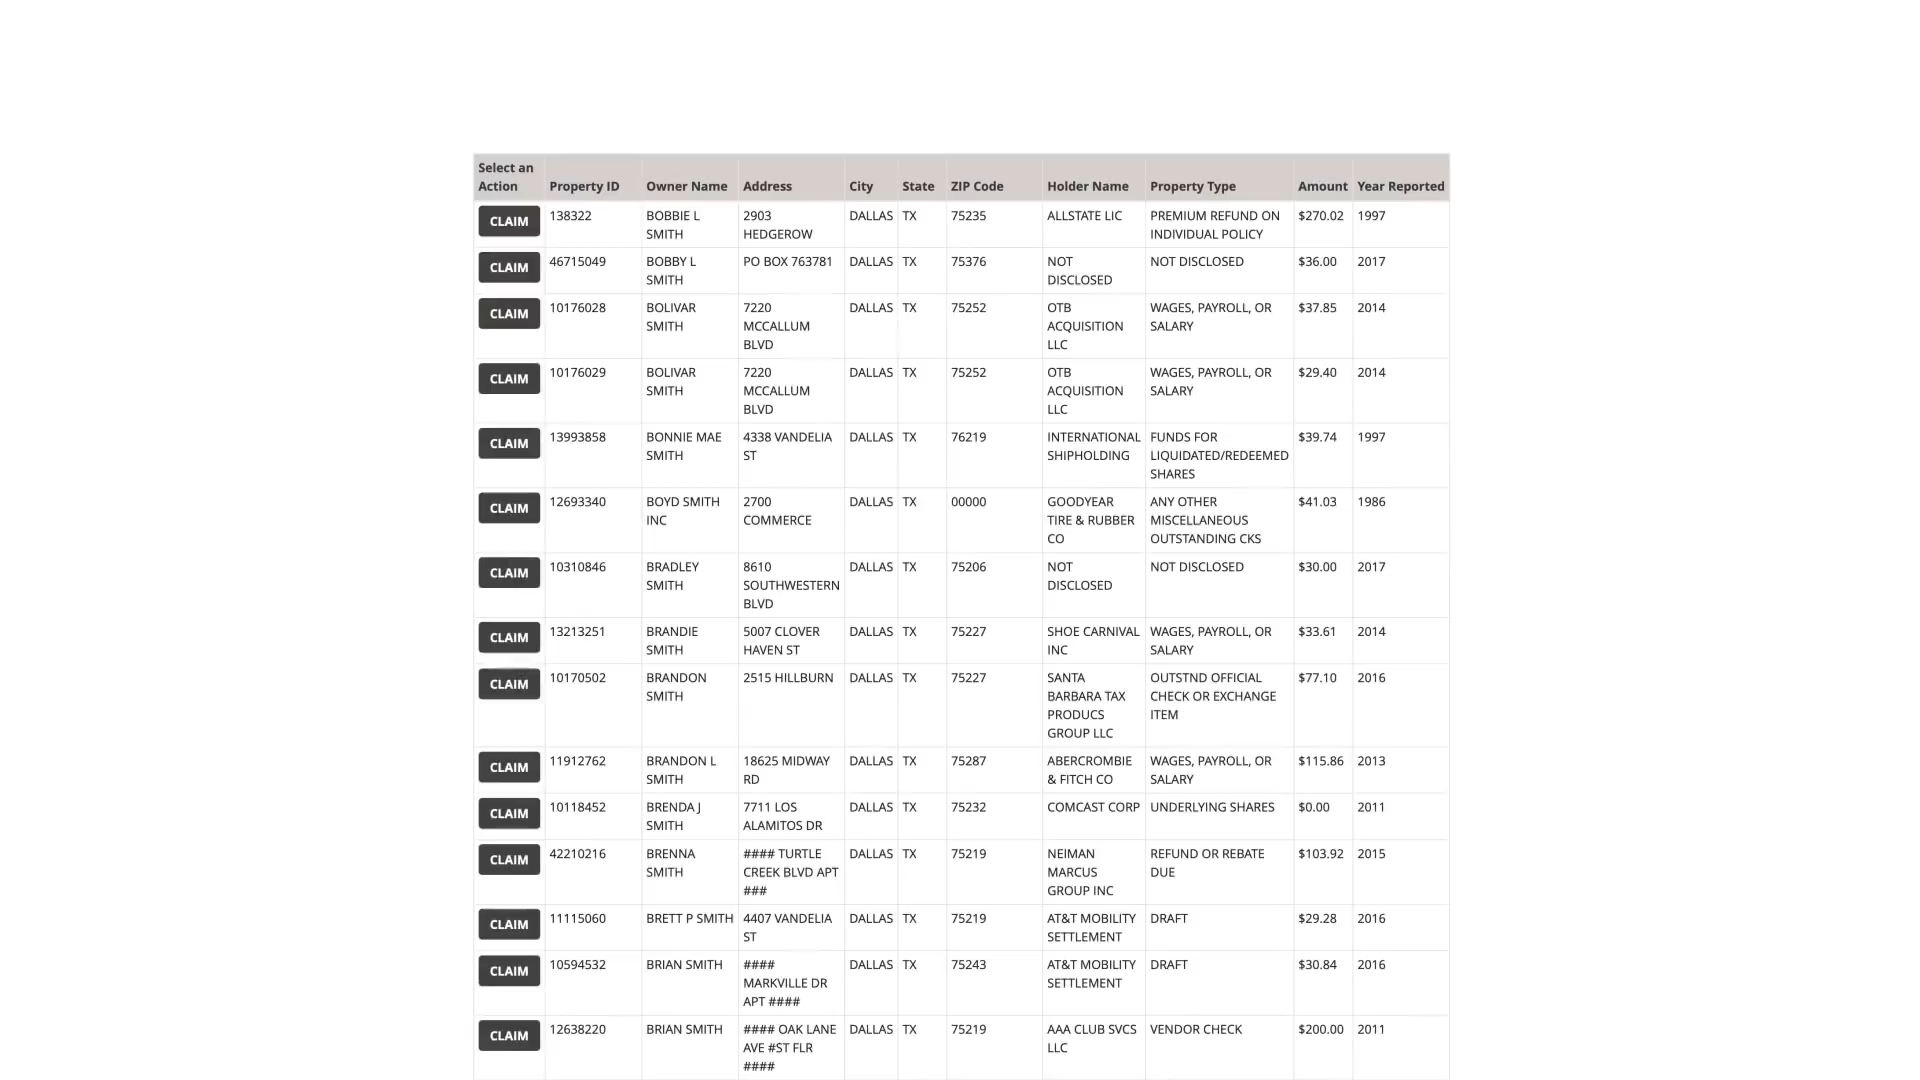 Select an Action Property ID Owner Name Address City State ZIP Code Holder Name Property Type Amount Year Reported
CLAIM 138322 BOBBIE L SMITH 2903 HEDGEROW DALLAS TX 75235 ALLSTATE LIC PREMIUM REFUND ON INDIVIDUAL POLICY $270.02 1997
CLAIM 46715049 BOBBY L SMITH PO BOX 763781 DALLAS TX 75376 NOT DISCLOSED NOT DISCLOSED $36.00 2017
CLAIM 10176028 BOLIVAR SMITH 7220 MCCALLUM BLVD DALLAS TX 75252 OTB ACQUISITION LLC WAGES, PAYROLL, OR SALARY $37.85 2014
CLAIM 10176029 BOLIVAR SMITH 7220 MCCALLUM BLVD DALLAS TX 75252 OTB ACQUISITION LLC WAGES, PAYROLL, OR SALARY $29.40 2014
CLAIM 13993858 BONNIE MAE SMITH 4338 VANDELIA ST DALLAS TX 76219 INTERNATIONAL SHIPHOLDING FUNDS FOR LIQUIDATED/REDEEMED SHARES $39.74 1997
CLAIM 12693340 BOYD SMITH INC 2700 COMMERCE DALLAS TX 00000 GOODYEAR TIRE & RUBBER CO ANY OTHER MISCELLANEOUS OUTSTANDING CKS $41.03 1986
CLAIM 10310846 BRADLEY SMITH 8610 SOUTHWESTERN BLVD DALLAS TX 75206 NOT DISCLOSED NOT DISCLOSED $30.00 2017
CLAIM 13213251 BRANDIE SMITH 5007 CLOVER HAVEN ST DALLAS TX 75227 SHOE CARNIVAL INC WAGES, PAYROLL, OR SALARY $33.61 2014
CLAIM 10170502 BRANDON SMITH 2515 HILLBURN DALLAS TX 75227 SANTA BARBARA TAX PRODUCS GROUP LLC OUTSTND OFFICIAL CHECK OR EXCHANGE ITEM $77.10 2016
CLAIM 11912762 BRANDON L SMITH 18625 MIDWAY RD DALLAS TX 75287 ABERCROMBIE & FITCH CO WAGES, PAYROLL, OR SALARY $115.86 2013
CLAIM 10118452 BRENDA J SMITH 7711 LOS ALAMITOS DR DALLAS TX 75232 COMCAST CORP UNDERLYING SHARES $0.00 2011
CLAIM 42210216 BRENNA SMITH #### TURTLE CREEK BLVD APT ### DALLAS TX 75219 NEIMAN MARCUS GROUP INC REFUND OR REBATE DUE $103.92 2015
CLAIM 11115060 BRETT P SMITH 4407 VANDELIA ST DALLAS TX 75219 AT&T MOBILITY SETTLEMENT DRAFT $29.28 2016
CLAIM 10594532 BRIAN SMITH #### MARKVILLE DR APT #### DALLAS TX 75243 AT&T MOBILITY SETTLEMENT DRAFT $30.84 2016
CLAIM 12638220 BRIAN SMITH #### OAK LANE AVE #ST FLR #### DALLAS TX 75219 AAA CLUB SVCS LLC VENDOR CHECK $200.00 2011